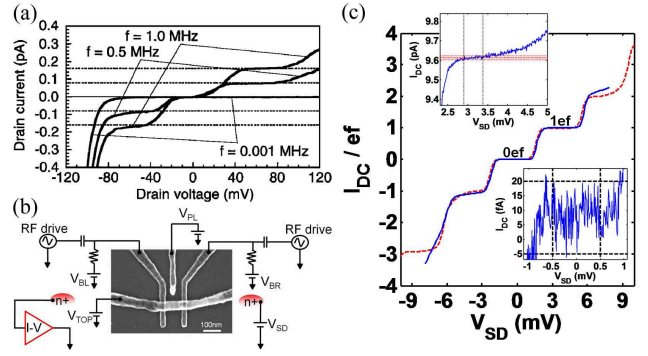 (a)
f = 1.0 MHz
f = 0.5 MHz
f = 0.001 MHz
Drain current (pA)
0.4
0.3
0.2
0.1
0.0
-0.1
-0.2
-0.3
-0.4
-120 -80 -40 0 40 80 120
Drain voltage (mV)
(b)
RF drive
V_PL
RF drive
V_BL
V_BR
n+
V_TOP
n+
I-V
100nm
V_SD
(c)
I_DC / ef
4
3
2
1
0
-1
-2
-3
-4
-9 -6 -3 0 3 6 9
V_SD (mV)
0ef
1ef
I_DC (pA)
9.8
9.7
9.6
9.4
2.5 3 3.5 4 4.5 5
V_SD (mV)
I_DC (fA)
20
10
0
-5
-1 -0.5 0 0.5 1
V_SD (mV)